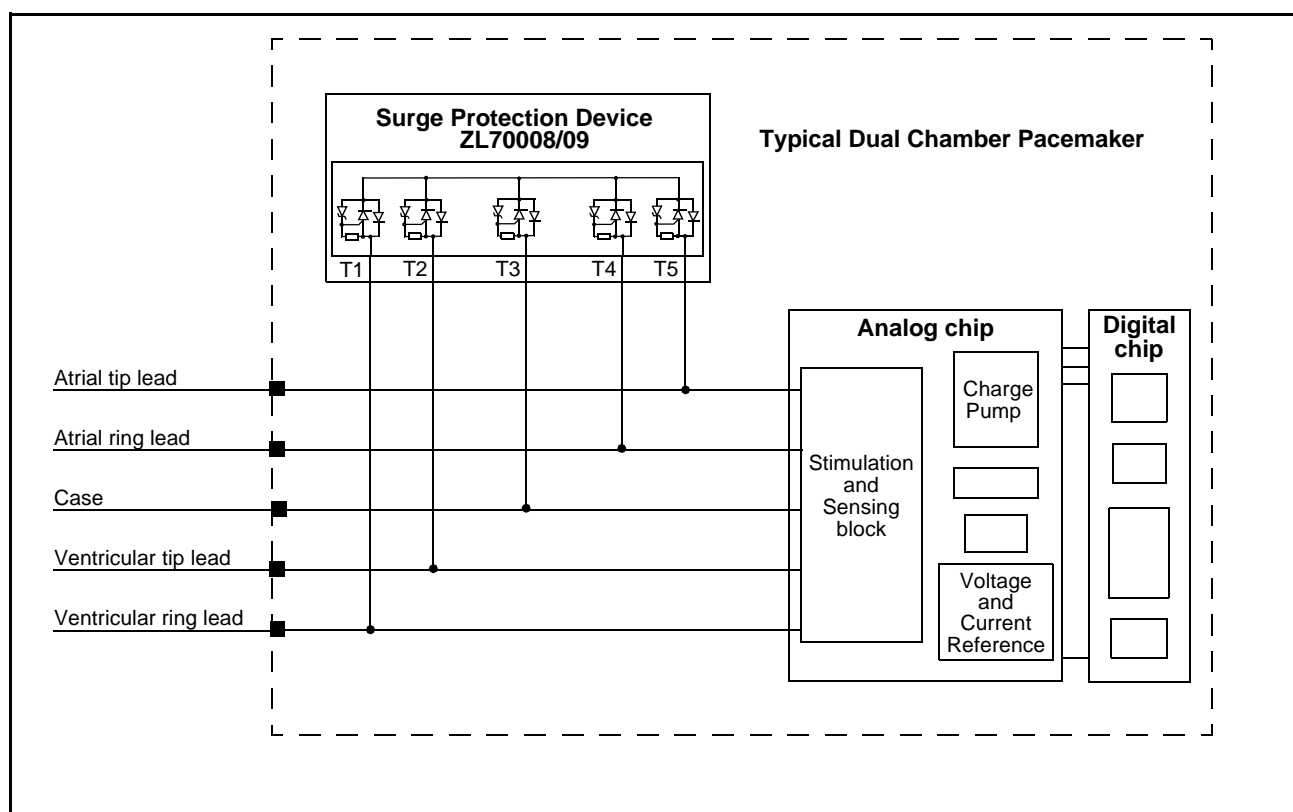 Surge Protection Device
ZL70008/09
Typical Dual Chamber Pacemaker
T1 T2 T3 T4 T5
Analog chip
Digital
chip
Charge
Pump
Stimulation
and
Sensing
block
Voltage
and
Current
Reference
Atrial tip lead
Atrial ring lead
Case
Ventricular tip lead
Ventricular ring lead